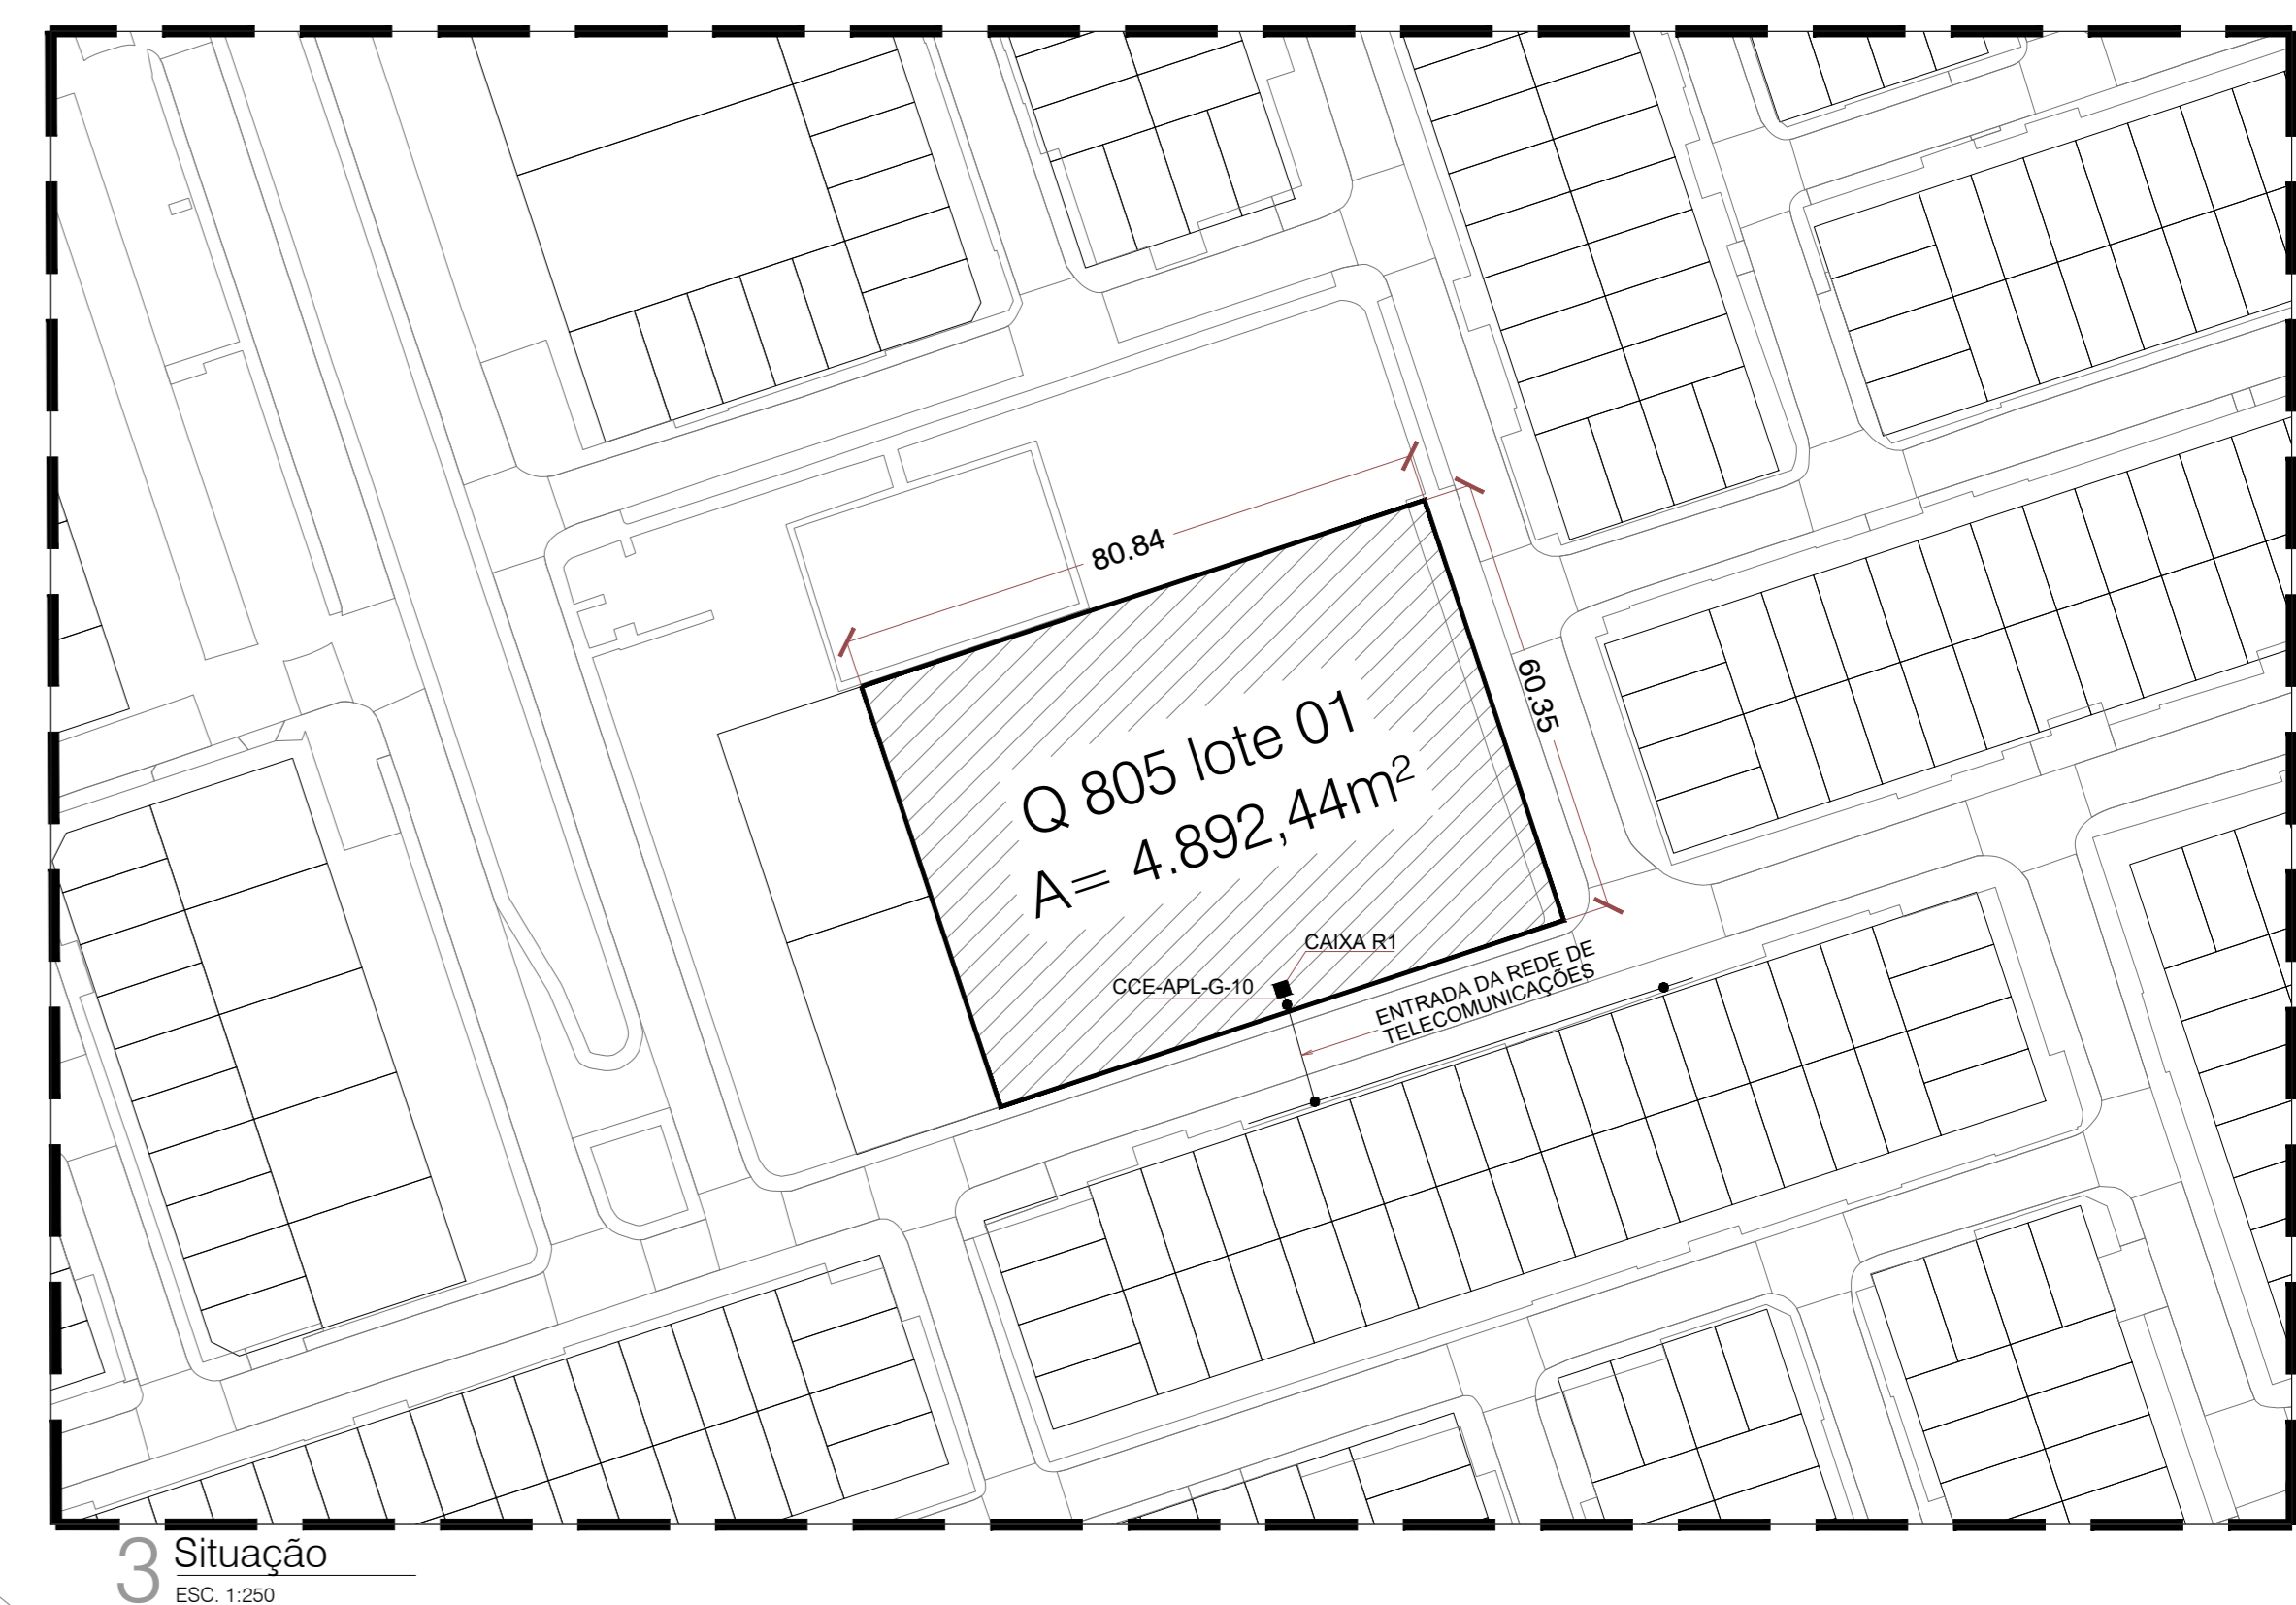 80.84
60.35
Q 805 lote 01
A= 4.892,44m²
CAIXA R1
CCE-APL-G-10
ENTRADA DA REDE DE
TELECOMUNICAÇÕES
3 Situação
ESC. 1:250